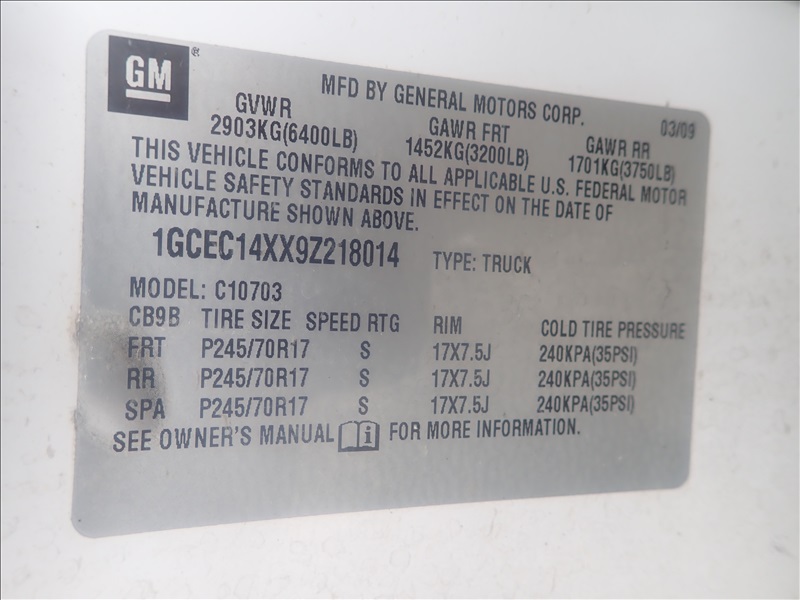 GM®
MFD BY GENERAL MOTORS CORP. 03/09
GVWR GAWR FRT GAWR RR
2903KG(6400LB) 1452KG(3200LB) 1701KG(3750LB)
THIS VEHICLE CONFORMS TO ALL APPLICABLE U.S. FEDERAL MOTOR
VEHICLE SAFETY STANDARDS IN EFFECT ON THE DATE OF
MANUFACTURE SHOWN ABOVE.
1GCEC14XX9Z218014 TYPE: TRUCK
MODEL: C10703
CB9B TIRE SIZE SPEED RTG RIM COLD TIRE PRESSURE
FRT P245/70R17 S 17X7.5J 240KPA(35PSI)
RR P245/70R17 S 17X7.5J 240KPA(35PSI)
SPA P245/70R17 S 17X7.5J 240KPA(35PSI)
SEE OWNER'S MANUAL i FOR MORE INFORMATION.